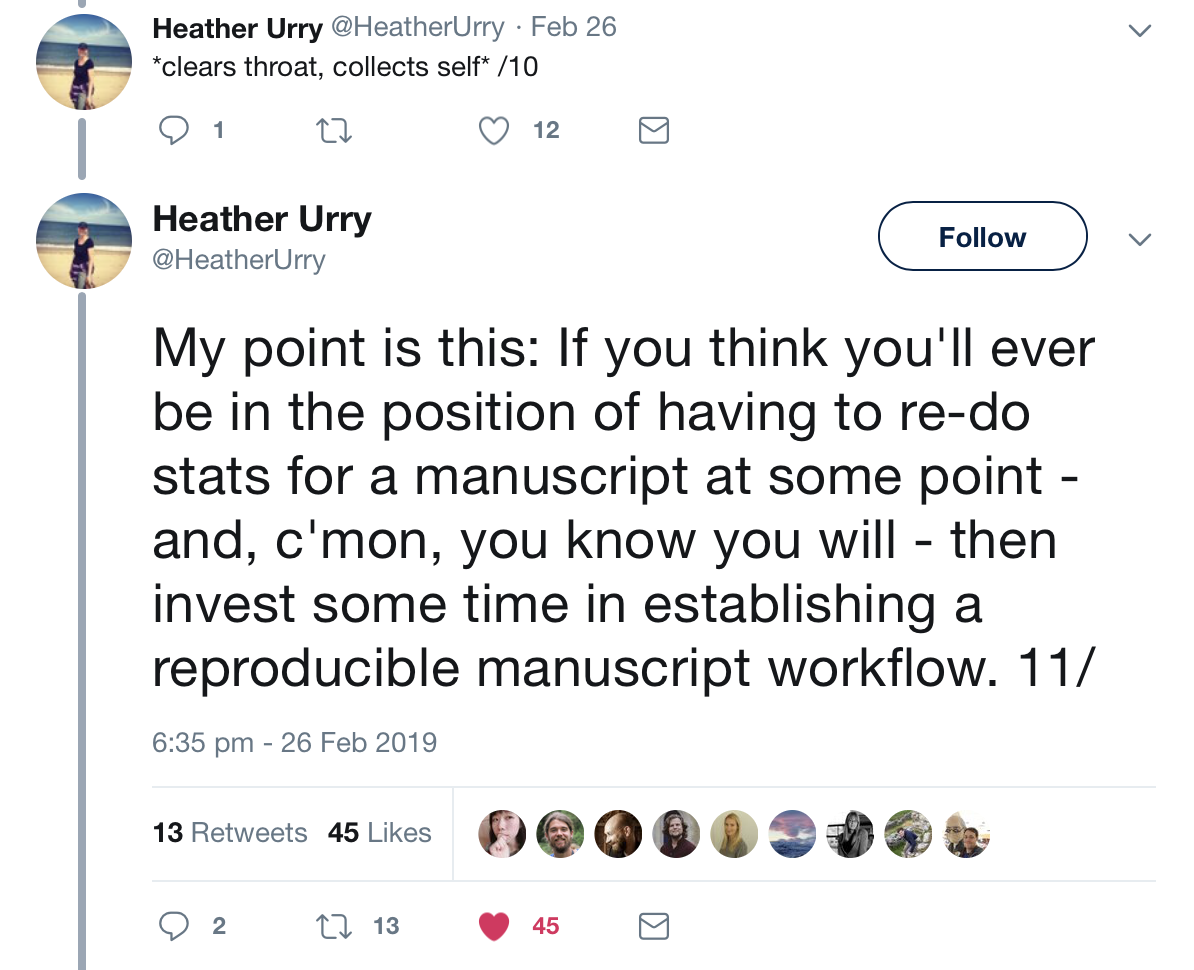 Heather Urry @HeatherUrry · Feb 26
*clears throat, collects self* /10
1 12
Heather Urry
@HeatherUrry
Follow
My point is this: If you think you'll ever
be in the position of having to re-do
stats for a manuscript at some point -
and, c'mon, you know you will - then
invest some time in establishing a
reproducible manuscript workflow. 11/
6:35 pm - 26 Feb 2019
13 Retweets 45 Likes
2 13 45